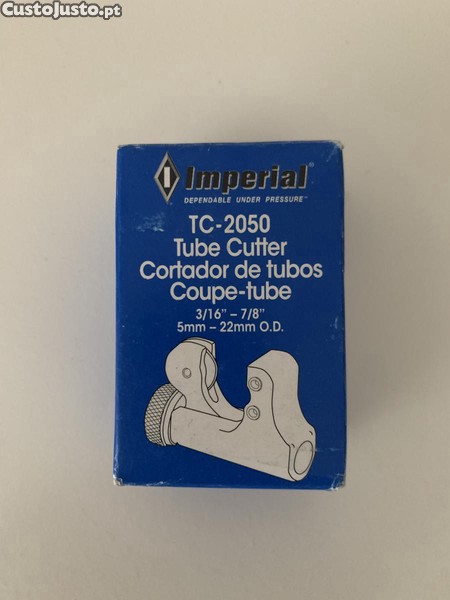 CustoJusto.pt
Imperial®
DEPENDABLE UNDER PRESSURE™
TC-2050
Tube Cutter
Cortador de tubos
Coupe-tube
3/16" – 7/8"
5mm – 22mm O.D.